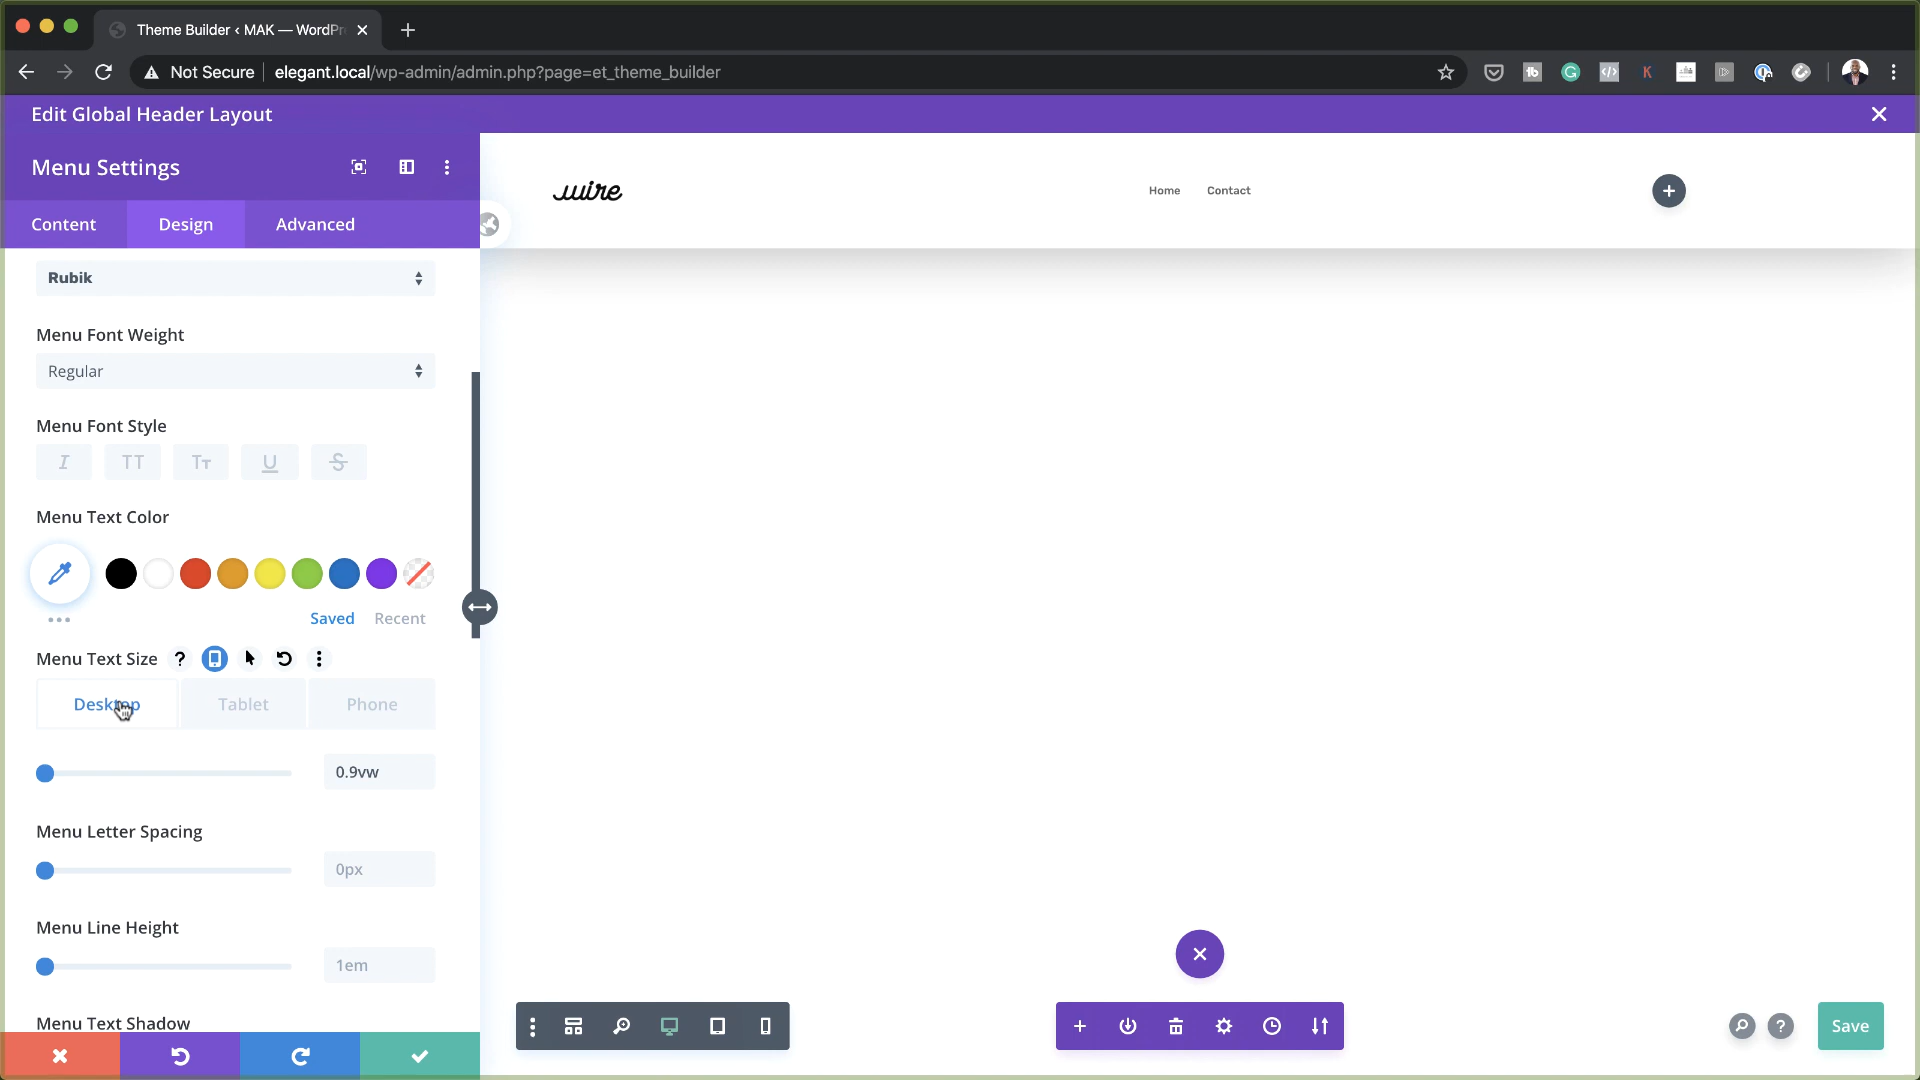 Theme Builder ‹ MAK — WordPr
Not Secure
elegant.local/wp-admin/admin.php?page=et_theme_builder
Edit Global Header Layout
Menu Settings
Content
Design
Advanced
wire
Home
Contact
Rubik
Menu Font Weight
Regular
Menu Font Style
I
TT
Tт
U
S
Menu Text Color
Saved
Recent
Menu Text Size
?
Desktop
Tablet
Phone
0.9vw
Menu Letter Spacing
0px
Menu Line Height
1em
Menu Text Shadow
?
Save